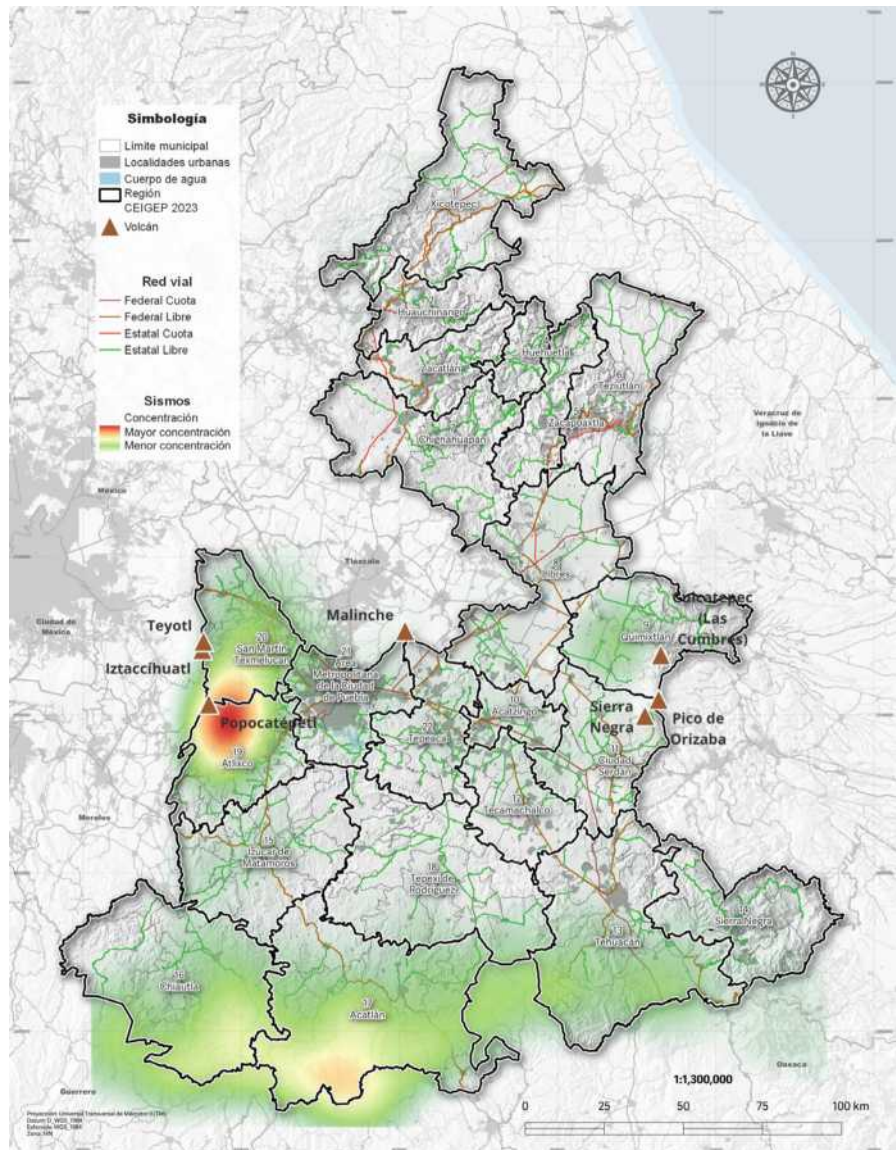 Simbología
Límite municipal
Localidades urbanas
Cuerpo de agua
Región
CEIGEP 2023
Volcán
Red vial
Federal Cuota
Federal Libre
Estatal Cuota
Estatal Libre
Sismos
Concentración
Mayor concentración
Menor concentración
N
1
Xicotepec
Huauchinango
Zacatlán
Huehuetla
6
Teziutlán
Zacapoaxtla
Chignahuapan
Veracruz de
Ignacio de
la Llave
México
Tlaxcala
Libres
Ciudad de
México
Teyotl
Malinche
Iztaccíhuatl
20
San Martín
Texmelucan
21
Área
Metropolitana
de la Ciudad
de Puebla
Cuicatepec
(Las
Cumbres)
9
Quimixtlán
Popocatépetl
19
Atlixco
22
Tepeaca
10
Acatzingo
Sierra
Negra
Pico de
Orizaba
11
Ciudad
Serdán
12
Tecamachalco
Morelos
15
Izúcar de
Matamoros
18
Tepexi de
Rodríguez
13
Tehuacán
14
Sierra Negra
16
Chiautla
17
Acatlán
Guerrero
Oaxaca
1:1,300,000
0 25 50 75 100 km